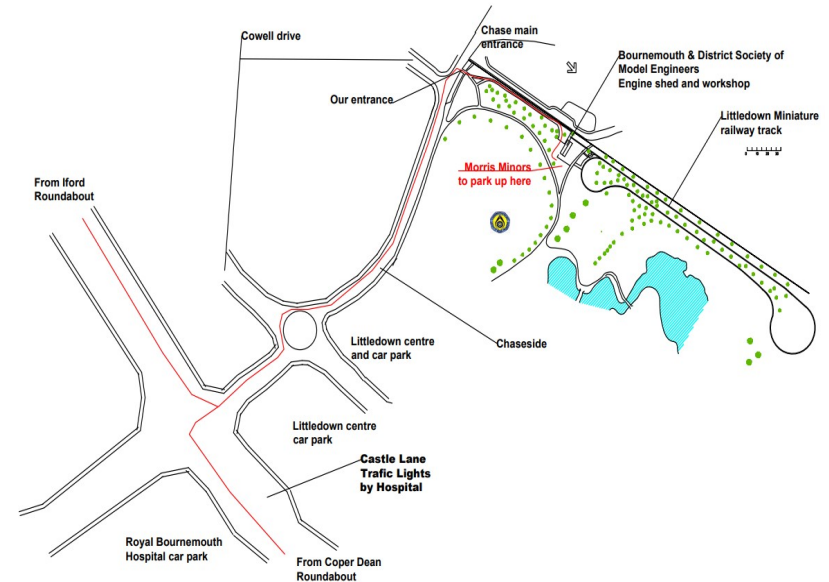 Cowell drive
Chase main
entrance
Our entrance
Bournemouth & District Society of
Model Engineers
Engine shed and workshop
Littledown Miniature
railway track
Morris Minors
to park up here
From Iford
Roundabout
Littledown centre
and car park
Chaseside
Littledown centre
car park
Castle Lane
Trafic Lights
by Hospital
Royal Bournemouth
Hospital car park
From Coper Dean
Roundabout